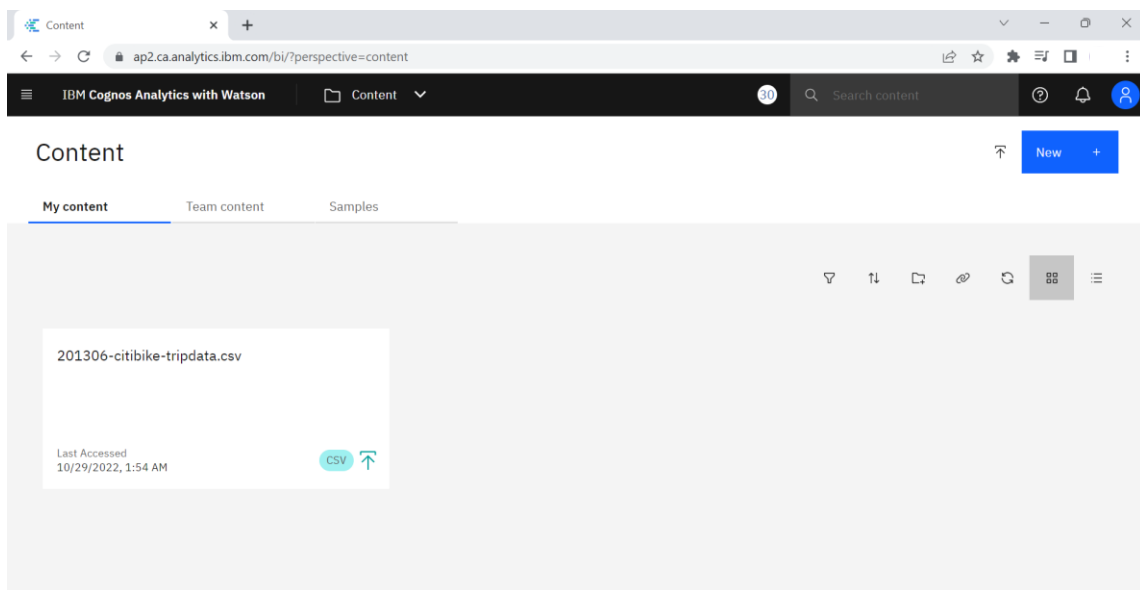 Content
ap2.ca.analytics.ibm.com/bi/?perspective=content
IBM Cognos Analytics with Watson
Content
30
Search content
Content
New +
My content
Team content
Samples
201306-citibike-tripdata.csv
Last Accessed
10/29/2022, 1:54 AM
CSV